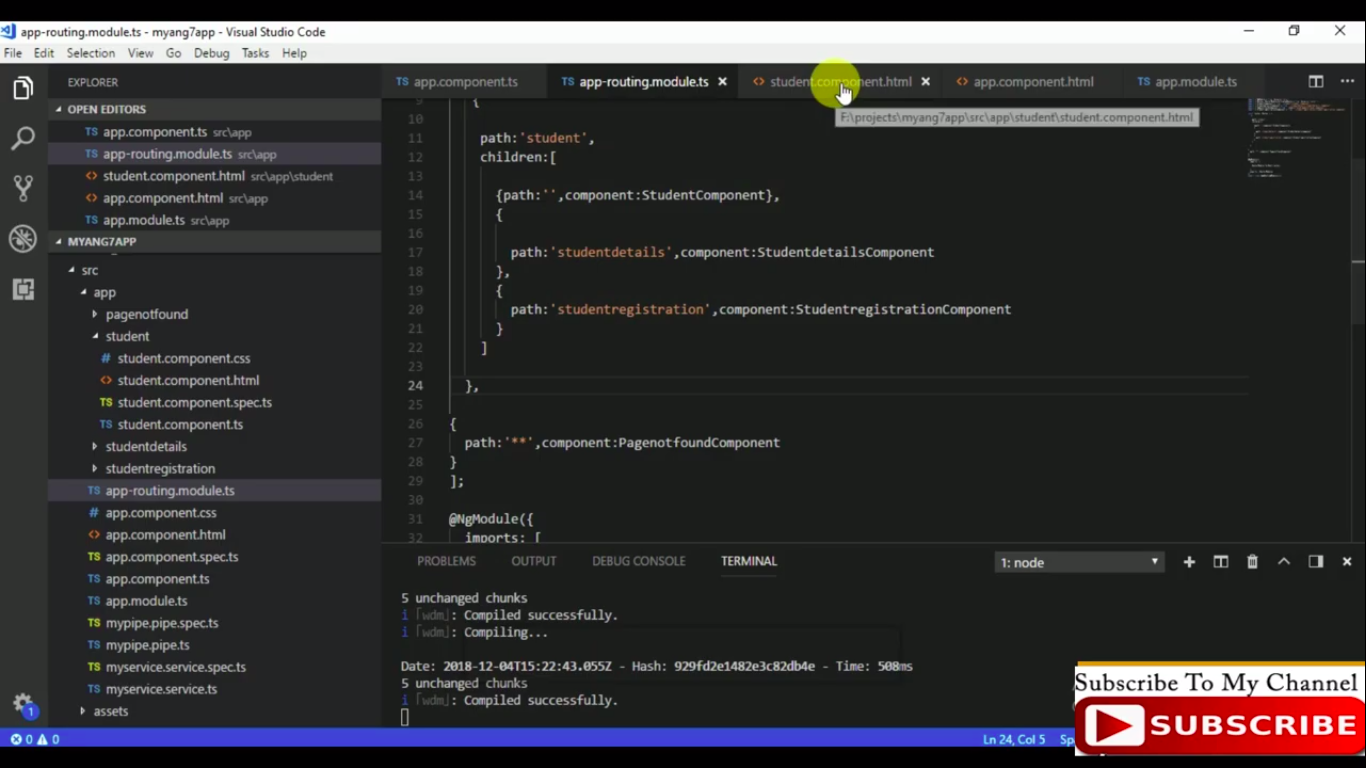 app-routing.module.ts - myang7app - Visual Studio Code
File Edit Selection View Go Debug Tasks Help
EXPLORER
OPEN EDITORS
TS app.component.ts src\app
TS app-routing.module.ts src\app
<> student.component.html src\app\student
<> app.component.html src\app
TS app.module.ts src\app
MYANG7APP
src
app
pagenotfound
student
# student.component.css
<> student.component.html
TS student.component.spec.ts
TS student.component.ts
studentdetails
studentregistration
TS app-routing.module.ts
# app.component.css
<> app.component.html
TS app.component.spec.ts
TS app.component.ts
TS app.module.ts
TS mypipe.pipe.spec.ts
TS mypipe.pipe.ts
TS myservice.service.spec.ts
TS myservice.service.ts
assets
1
TS app.component.ts TS app-routing.module.ts <> student.component.html <> app.component.html TS app.module.ts
F:\projects\myang7app\src\app\student\student.component.html
9 {
10
11 path:'student',
12 children:[
13
14 {path:'',component:StudentComponent},
15 {
16
17 path:'studentdetails',component:StudentdetailsComponent
18 },
19 {
20 path:'studentregistration',component:StudentregistrationComponent
21 }
22 ]
23
24 },
25
26 {
27 path:'**',component:PagenotfoundComponent
28 }
29 ];
30
31 @NgModule({
32 imports: [
PROBLEMS OUTPUT DEBUG CONSOLE TERMINAL 1: node
5 unchanged chunks
i ｢wdm｣: Compiled successfully.
i ｢wdm｣: Compiling...
Date: 2018-12-04T15:22:43.055Z - Hash: 929fd2e1482e3c82db4e - Time: 508ms
5 unchanged chunks
i ｢wdm｣: Compiled successfully.
0 0 Ln 24, Col 5
Subscribe To My Channel
SUBSCRIBE